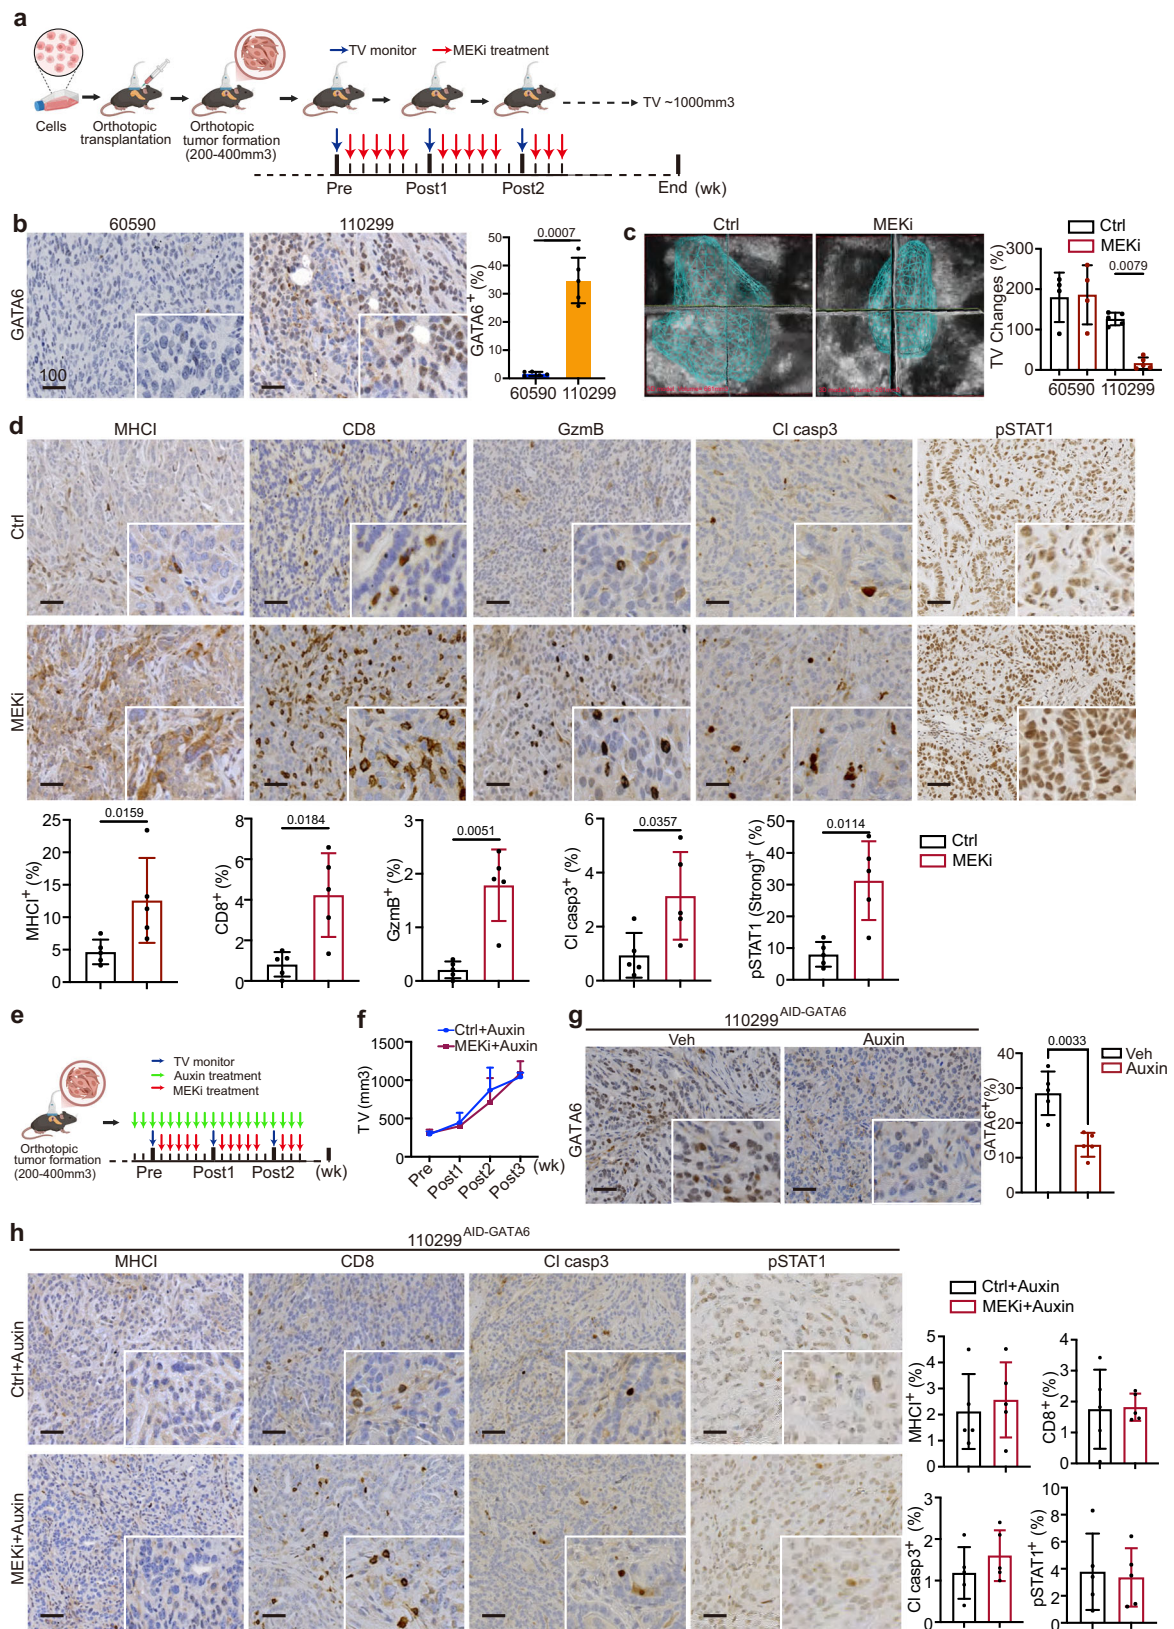 a
TV monitor MEKi treatment
TV ~1000mm3
Cells
Orthotopic
transplantation
Orthotopic
tumor formation
(200-400mm3)
Pre Post1 Post2 End (wk)
b
60590 110299
GATA6
100
GATA6+ (%)
50
40
30
20
10
0
0.0007
60590 110299
c
Ctrl MEKi
TV Changes (%)
300
200
100
0
Ctrl
MEKi
0.0079
60590 110299
d
MHCI CD8 GzmB Cl casp3 pSTAT1
Ctrl
MEKi
MHCI+ (%)
25
20
15
10
5
0
0.0159
CD8+ (%)
8
6
4
2
0
0.0184
GzmB+ (%)
3
2
1
0
0.0051
Cl casp3+ (%)
6
4
2
0
0.0357
pSTAT1 (Strong)+ (%)
50
40
30
20
10
0
0.0114
Ctrl
MEKi
e
TV monitor
Auxin treatment
MEKi treatment
Orthotopic
tumor formation
(200-400mm3)
Pre Post1 Post2 (wk)
f
Ctrl+Auxin
MEKi+Auxin
TV (mm3)
1500
1000
500
0
Pre Post1 Post2 Post3 (wk)
g
110299AID-GATA6
Veh Auxin
GATA6
GATA6+(%)
40
30
20
10
0
0.0033
Veh
Auxin
h
110299AID-GATA6
MHCI CD8 Cl casp3 pSTAT1
Ctrl+Auxin
MEKi+Auxin
Ctrl+Auxin
MEKi+Auxin
MHCI+ (%)
5
4
3
2
1
0
CD8+ (%)
4
3
2
1
0
Cl casp3+ (%)
3
2
1
0
pSTAT1+ (%)
10
8
6
4
2
0